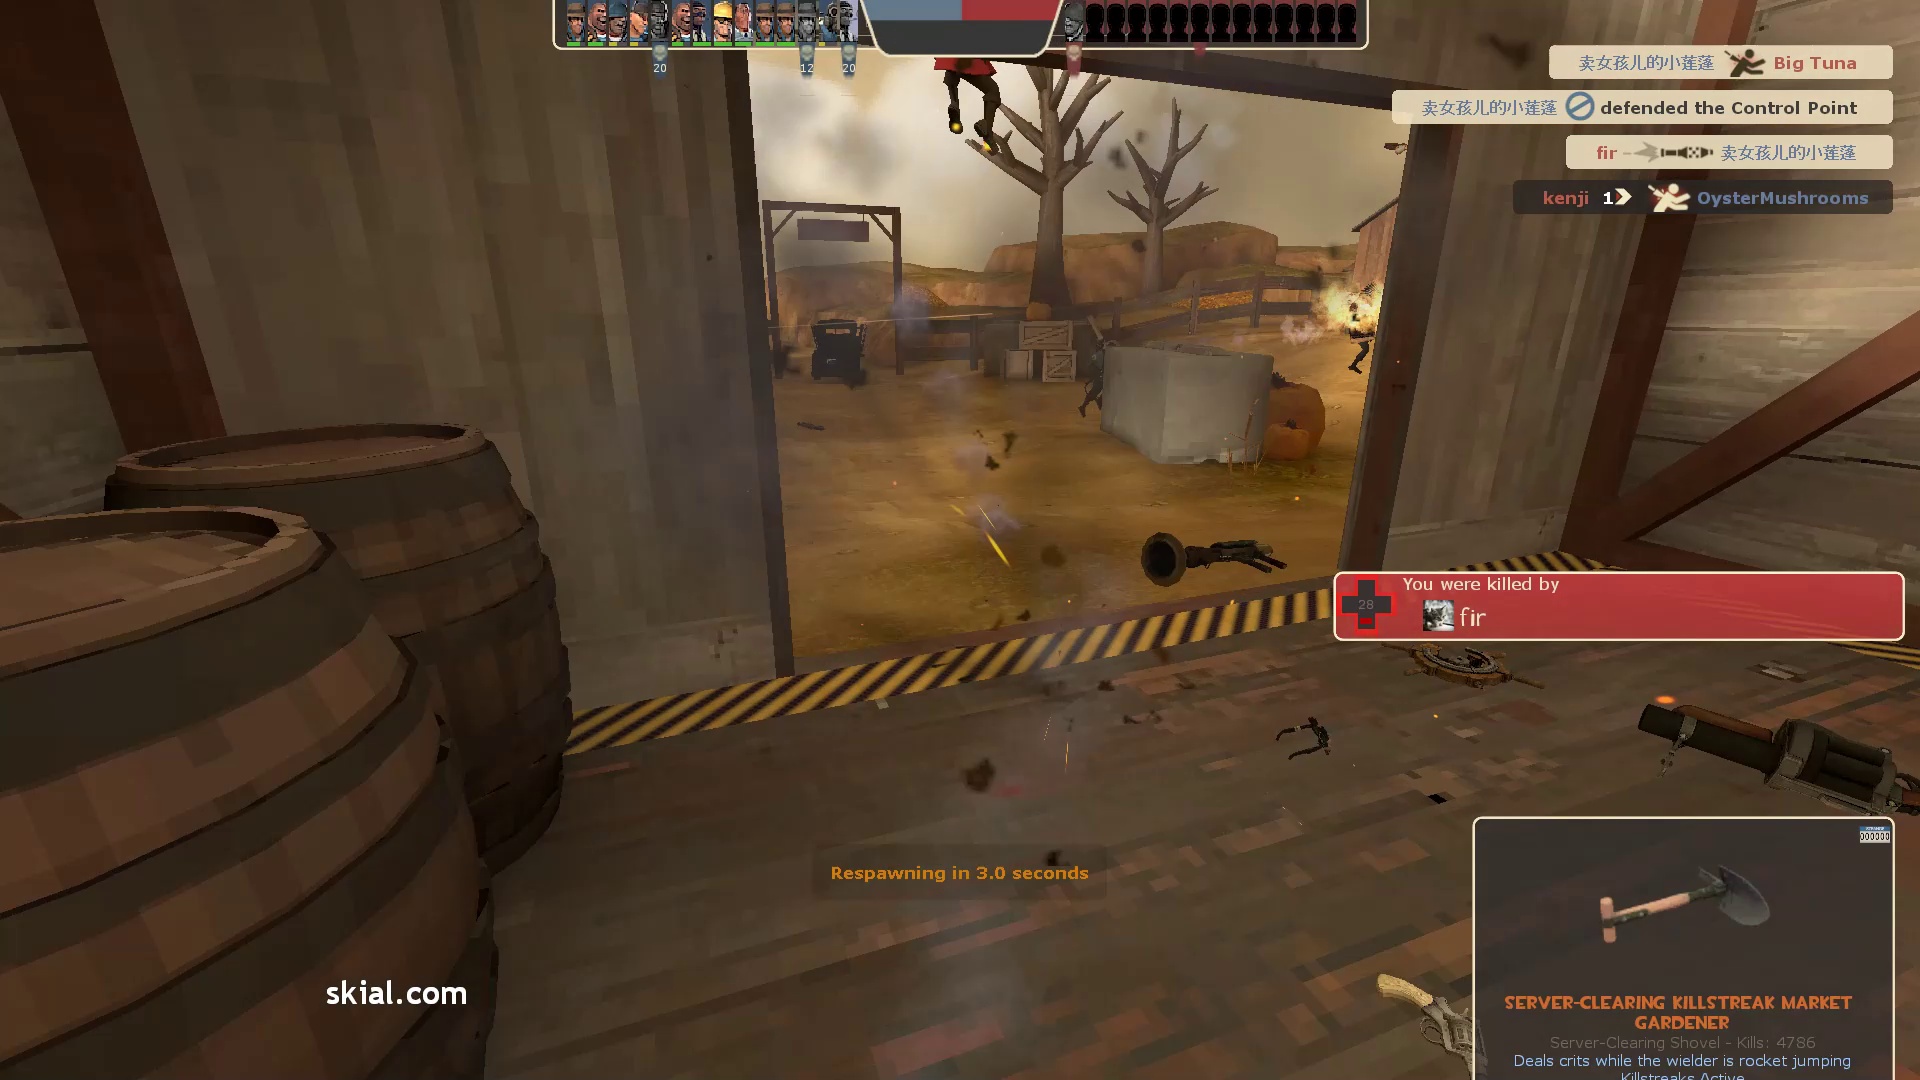 20
12
20
卖女孩儿的小莲蓬 Big Tuna
卖女孩儿的小莲蓬 defended the Control Point
fir 卖女孩儿的小莲蓬
kenji 1 OysterMushrooms
You were killed by
28
fir
Respawning in 3.0 seconds
skial.com
000000
SERVER-CLEARING KILLSTREAK MARKET
GARDENER
Server-Clearing Shovel - Kills: 4786
Deals crits while the wielder is rocket jumping
Killstreaks Active